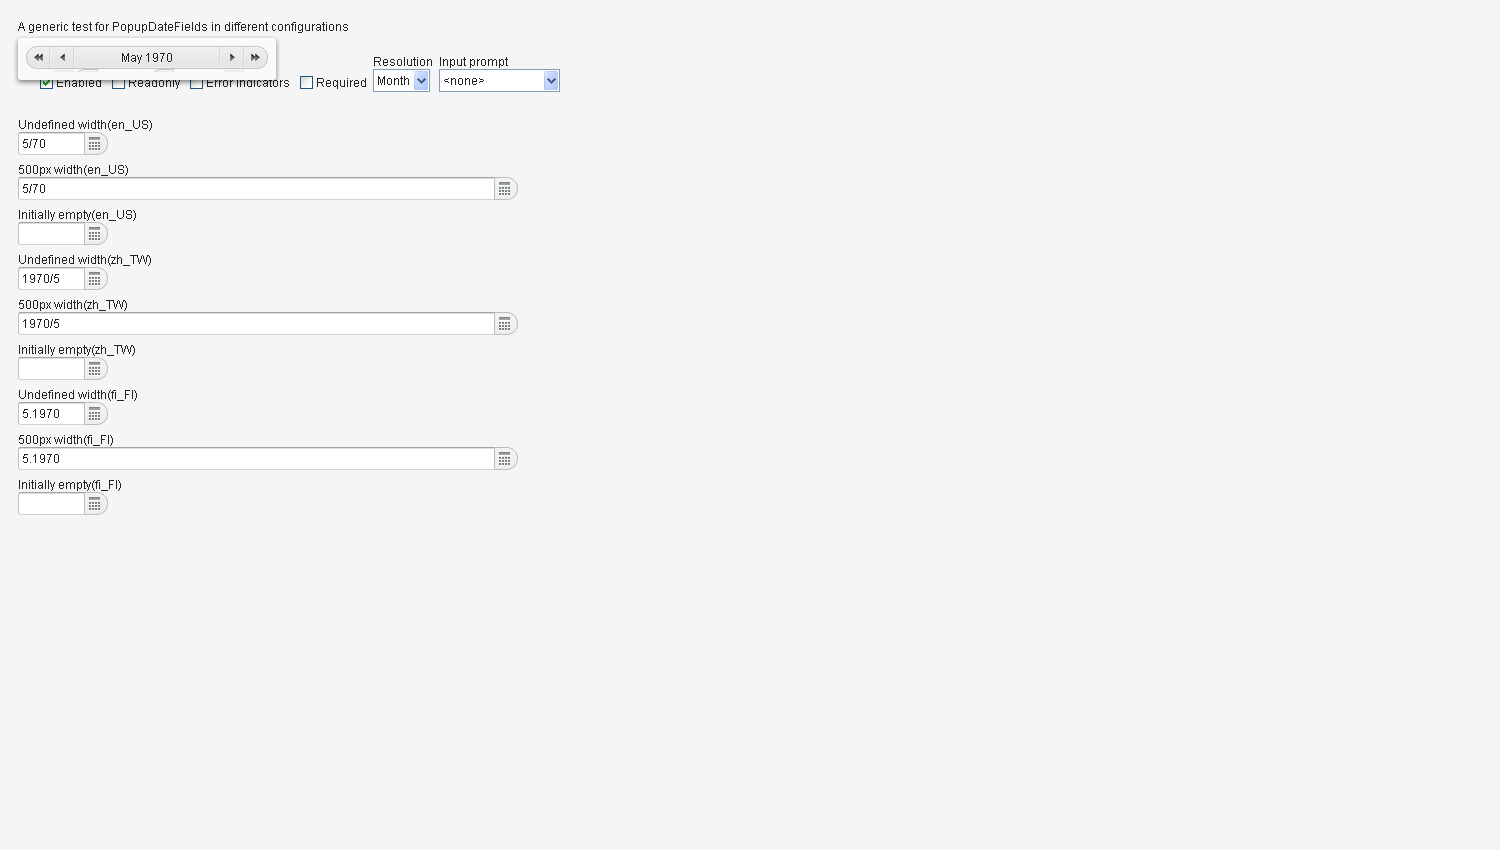 A generic test for PopupDateFields in different configurations
May 1970
Resolution Input prompt
Enabled Readonly Error indicators Required Month <none>
Undefined width(en_US)
5/70
500px width(en_US)
5/70
Initially empty(en_US)
Undefined width(zh_TW)
1970/5
500px width(zh_TW)
1970/5
Initially empty(zh_TW)
Undefined width(fi_FI)
5.1970
500px width(fi_FI)
5.1970
Initially empty(fi_FI)